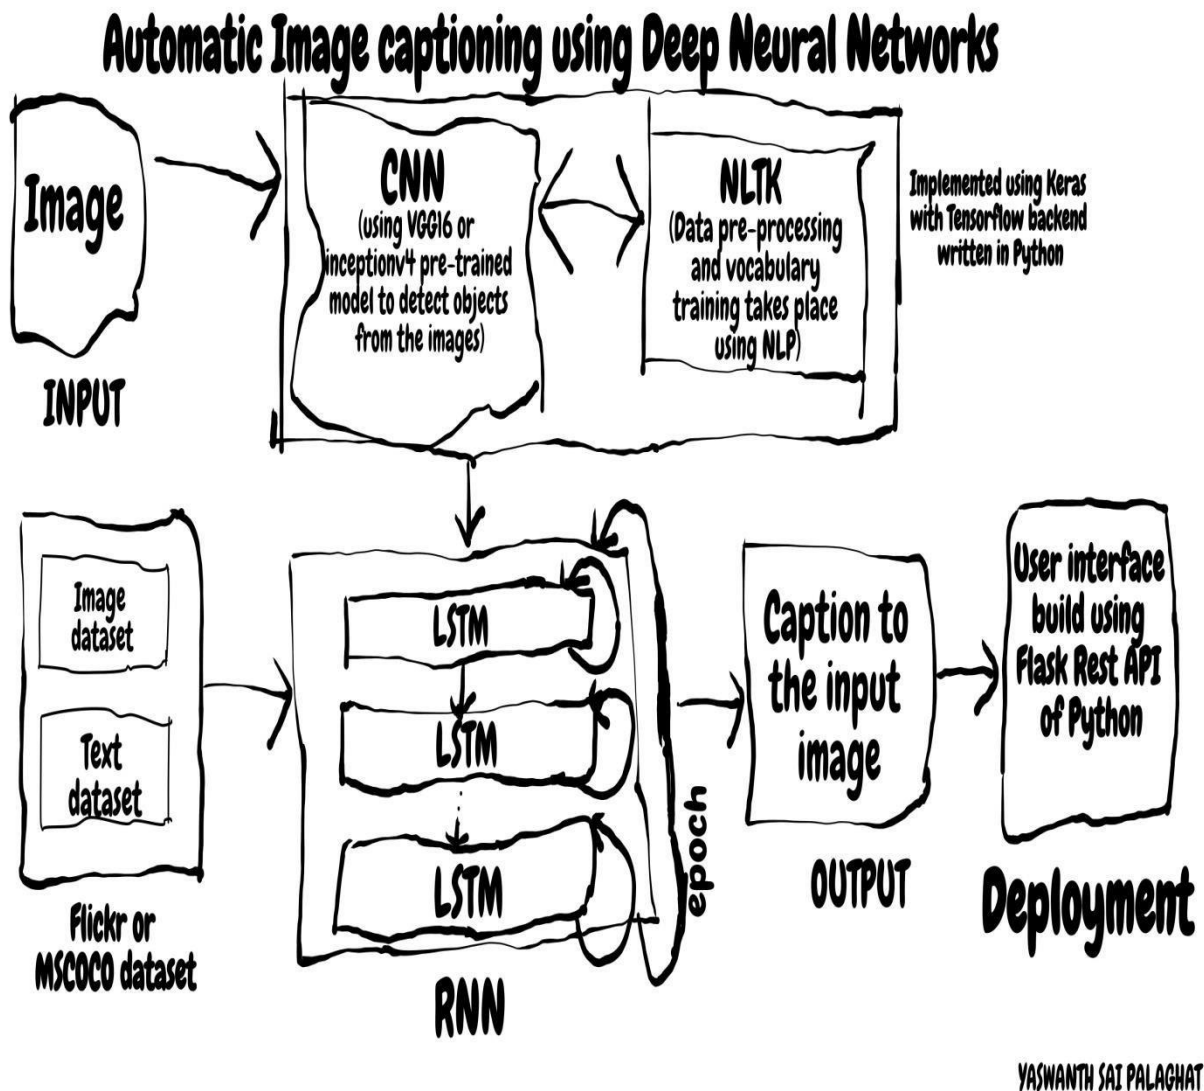 Automatic Image captioning using Deep Neural Networks
Image
INPUT
CNN
(using VGG16 or
inceptionv4 pre-trained
model to detect objects
from the images)
NLTK
(Data pre-processing
and vocabulary
training takes place
using NLP)
Implemented using Keras
with Tensorflow backend
written in Python
Image
dataset
Text
dataset
Flickr or
MSCOCO dataset
LSTM
LSTM
LSTM
RNN
epoch
Caption to
the input
image
OUTPUT
User interface
build using
Flask Rest API
of Python
Deployment
YASWANTH SAI PALAGHAT